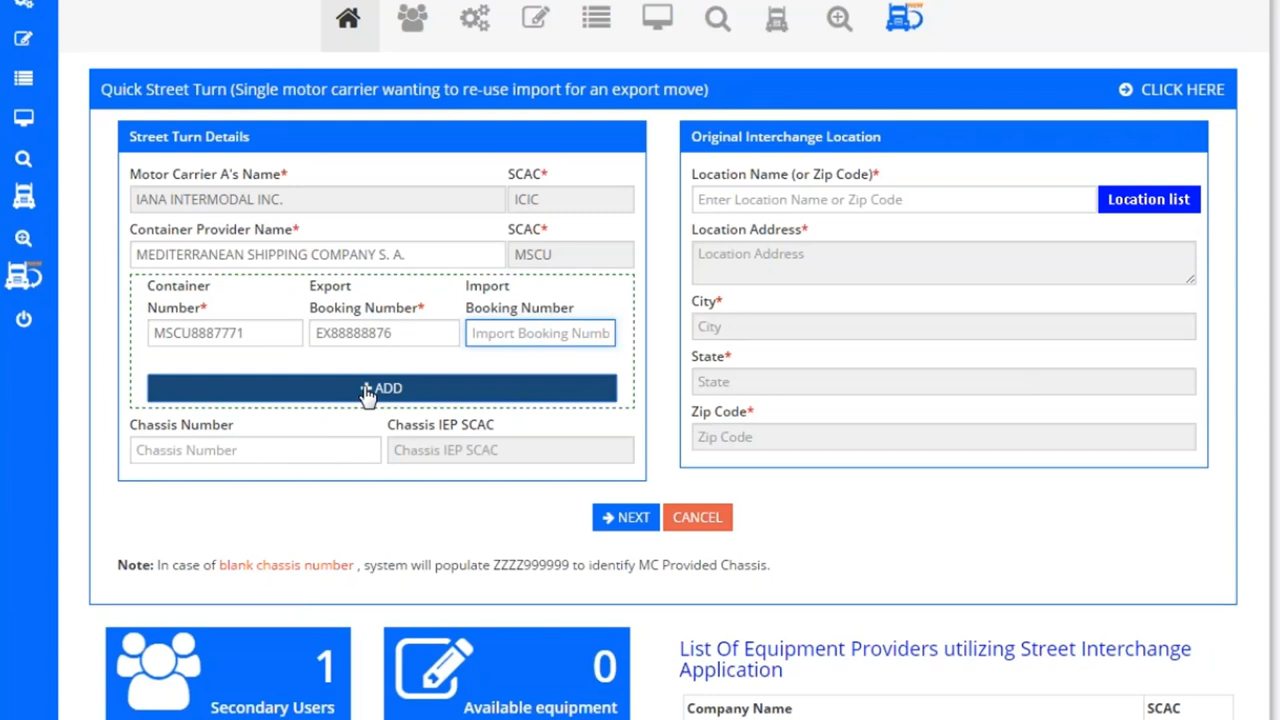 NEW
Quick Street Turn (Single motor carrier wanting to re-use import for an export move)
CLICK HERE
Street Turn Details
Motor Carrier A's Name*
SCAC*
IANA INTERMODAL INC.
ICIC
Container Provider Name*
SCAC*
MEDITERRANEAN SHIPPING COMPANY S. A.
MSCU
Container
Number*
Export
Booking Number*
Import
Booking Number
MSCU8887771
EX88888876
Import Booking Numb
ADD
Chassis Number
Chassis IEP SCAC
Chassis Number
Chassis IEP SCAC
Original Interchange Location
Location Name (or Zip Code)*
Enter Location Name or Zip Code
Location list
Location Address*
Location Address
City*
City
State*
State
Zip Code*
Zip Code
NEXT
CANCEL
Note: In case of blank chassis number , system will populate ZZZZ999999 to identify MC Provided Chassis.
1
Secondary Users
0
Available equipment
List Of Equipment Providers utilizing Street Interchange
Application
Company Name
SCAC